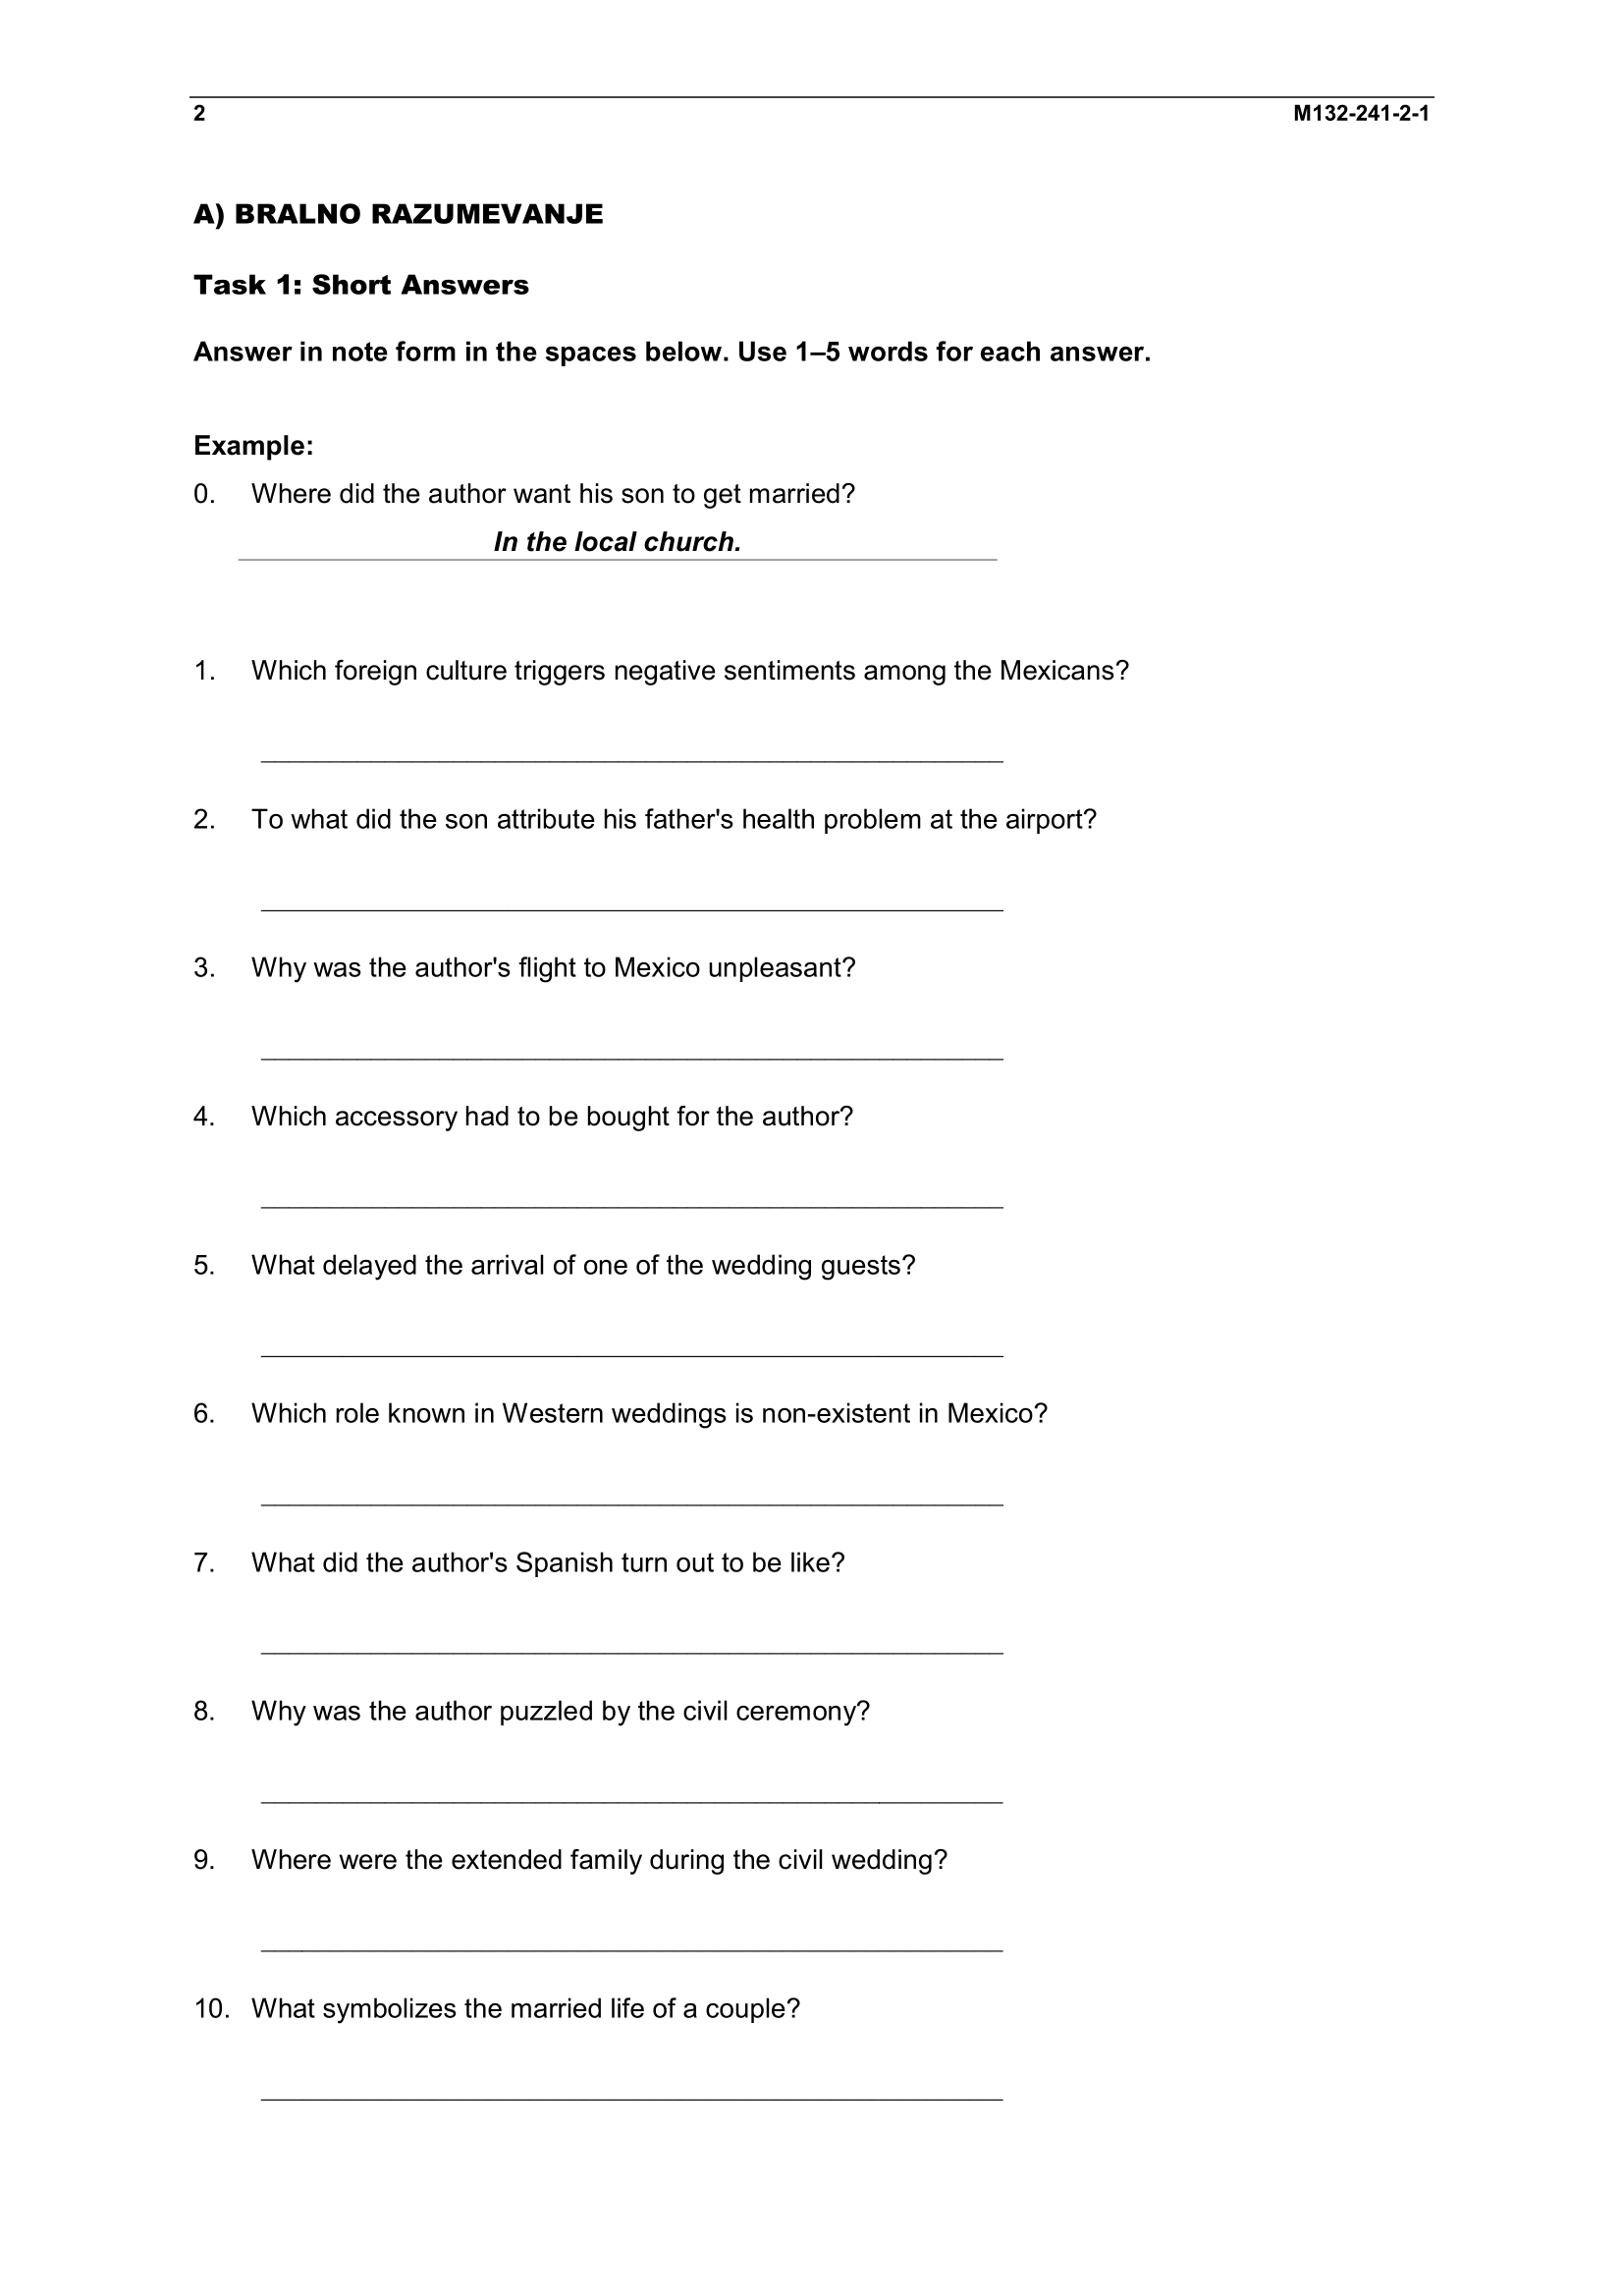 2 M132-241-2-1
A) BRALNO RAZUMEVANJE
Task 1: Short Answers
Answer in note form in the spaces below. Use 1–5 words for each answer.
Example:
0. Where did the author want his son to get married?
In the local church.
1. Which foreign culture triggers negative sentiments among the Mexicans?
2. To what did the son attribute his father's health problem at the airport?
3. Why was the author's flight to Mexico unpleasant?
4. Which accessory had to be bought for the author?
5. What delayed the arrival of one of the wedding guests?
6. Which role known in Western weddings is non-existent in Mexico?
7. What did the author's Spanish turn out to be like?
8. Why was the author puzzled by the civil ceremony?
9. Where were the extended family during the civil wedding?
10. What symbolizes the married life of a couple?